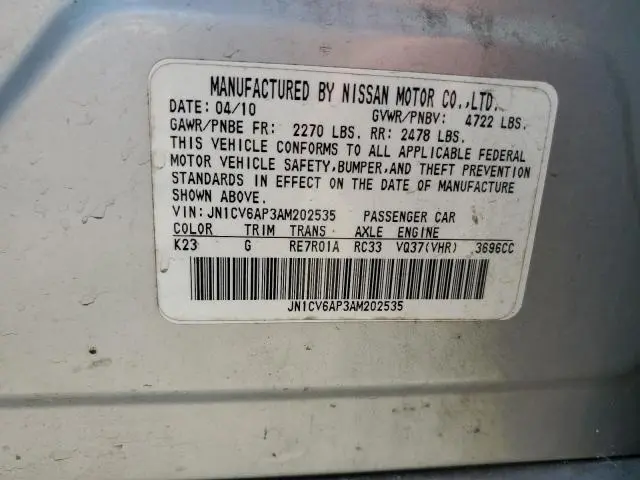 MANUFACTURED BY NISSAN MOTOR CO.,LTD.
DATE: 04/10 GVWR/PNBV: 4722 LBS.
GAWR/PNBE FR: 2270 LBS. RR: 2478 LBS.
THIS VEHICLE CONFORMS TO ALL APPLICABLE FEDERAL
MOTOR VEHICLE SAFETY,BUMPER,AND THEFT PREVENTION
STANDARDS IN EFFECT ON THE DATE OF MANUFACTURE
SHOWN ABOVE.
VIN: JN1CV6AP3AM202535 PASSENGER CAR
COLOR TRIM TRANS AXLE ENGINE
K23 G RE7R01A RC33 VQ37(VHR) 3696CC
JN1CV6AP3AM202535